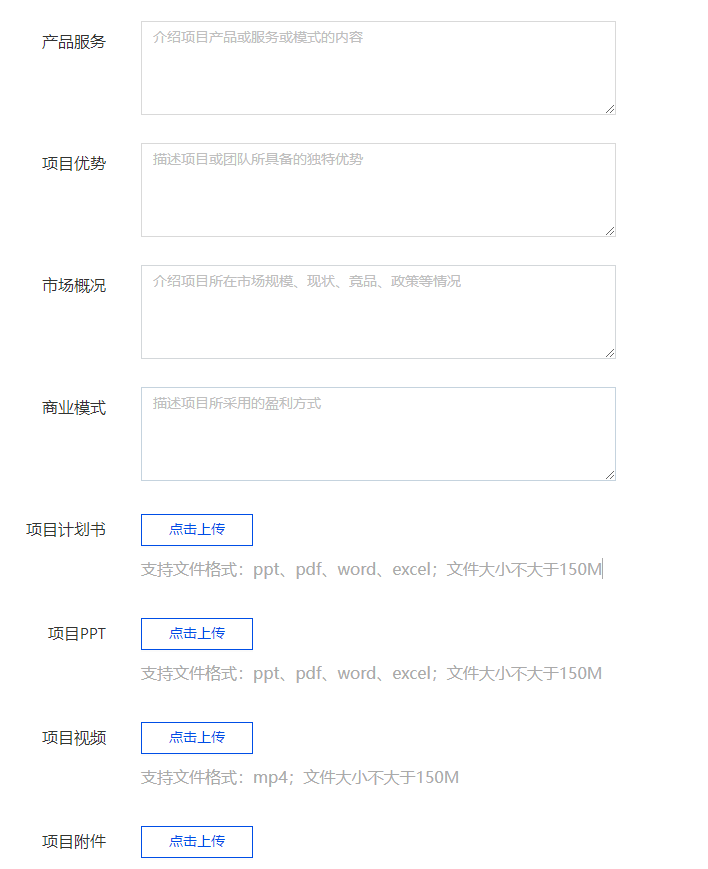 产品服务
介绍项目产品或服务或模式的内容
项目优势
描述项目或团队所具备的独特优势
市场概况
介绍项目所在市场规模、现状、竞品、政策等情况
商业模式
描述项目所采用的盈利方式
项目计划书
点击上传
支持文件格式：ppt、pdf、word、excel；文件大小不大于150M
项目PPT
点击上传
支持文件格式：ppt、pdf、word、excel；文件大小不大于150M
项目视频
点击上传
支持文件格式：mp4；文件大小不大于150M
项目附件
点击上传